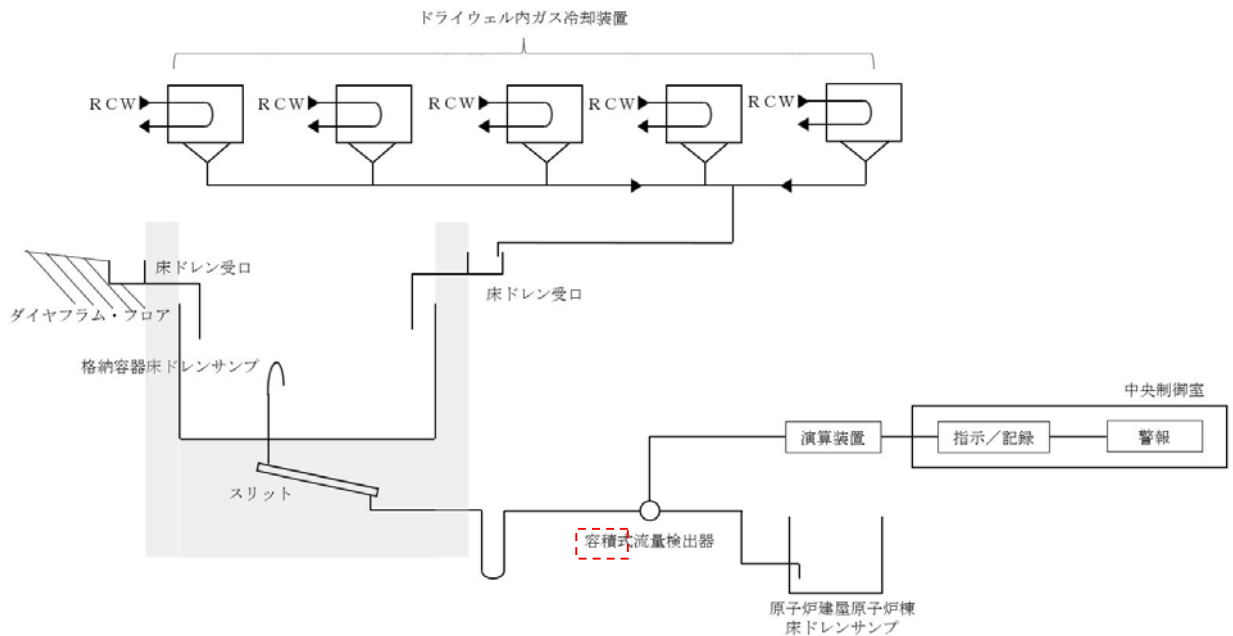 ドライウェル内ガス冷却装置
RCW
RCW
RCW
RCW
RCW
床ドレン受口
床ドレン受口
ダイヤフラム・フロア
格納容器床ドレンサンプ
中央制御室
演算装置
指示/記録
警報
スリット
容積式流量検出器
原子炉建屋原子炉棟
床ドレンサンプ